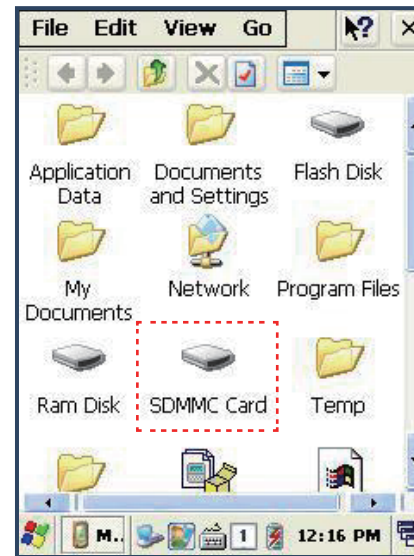 File Edit View Go
Application Data
Documents and Settings
Flash Disk
My Documents
Network
Program Files
Ram Disk
SDMMC Card
Temp
M.. 1 12:16 PM